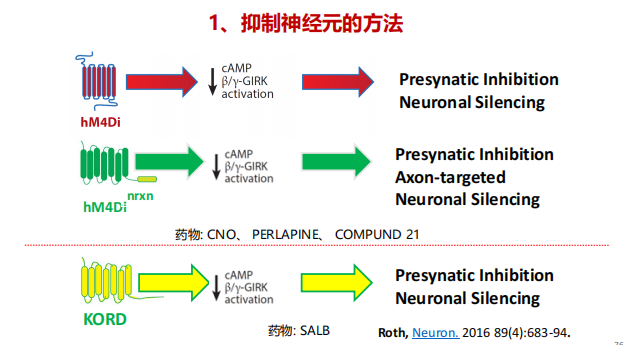 1、抑制神经元的方法
hM4Di
cAMP
β/γ-GIRK
activation
Presynatic Inhibition
Neuronal Silencing
hM4Di nrxn
cAMP
β/γ-GIRK
activation
Presynatic Inhibition
Axon-targeted
Neuronal Silencing
药物: CNO、 PERLAPINE、 COMPUND 21
KORD
cAMP
β/γ-GIRK
activation
Presynatic Inhibition
Neuronal Silencing
药物: SALB
Roth, Neuron. 2016 89(4):683-94.